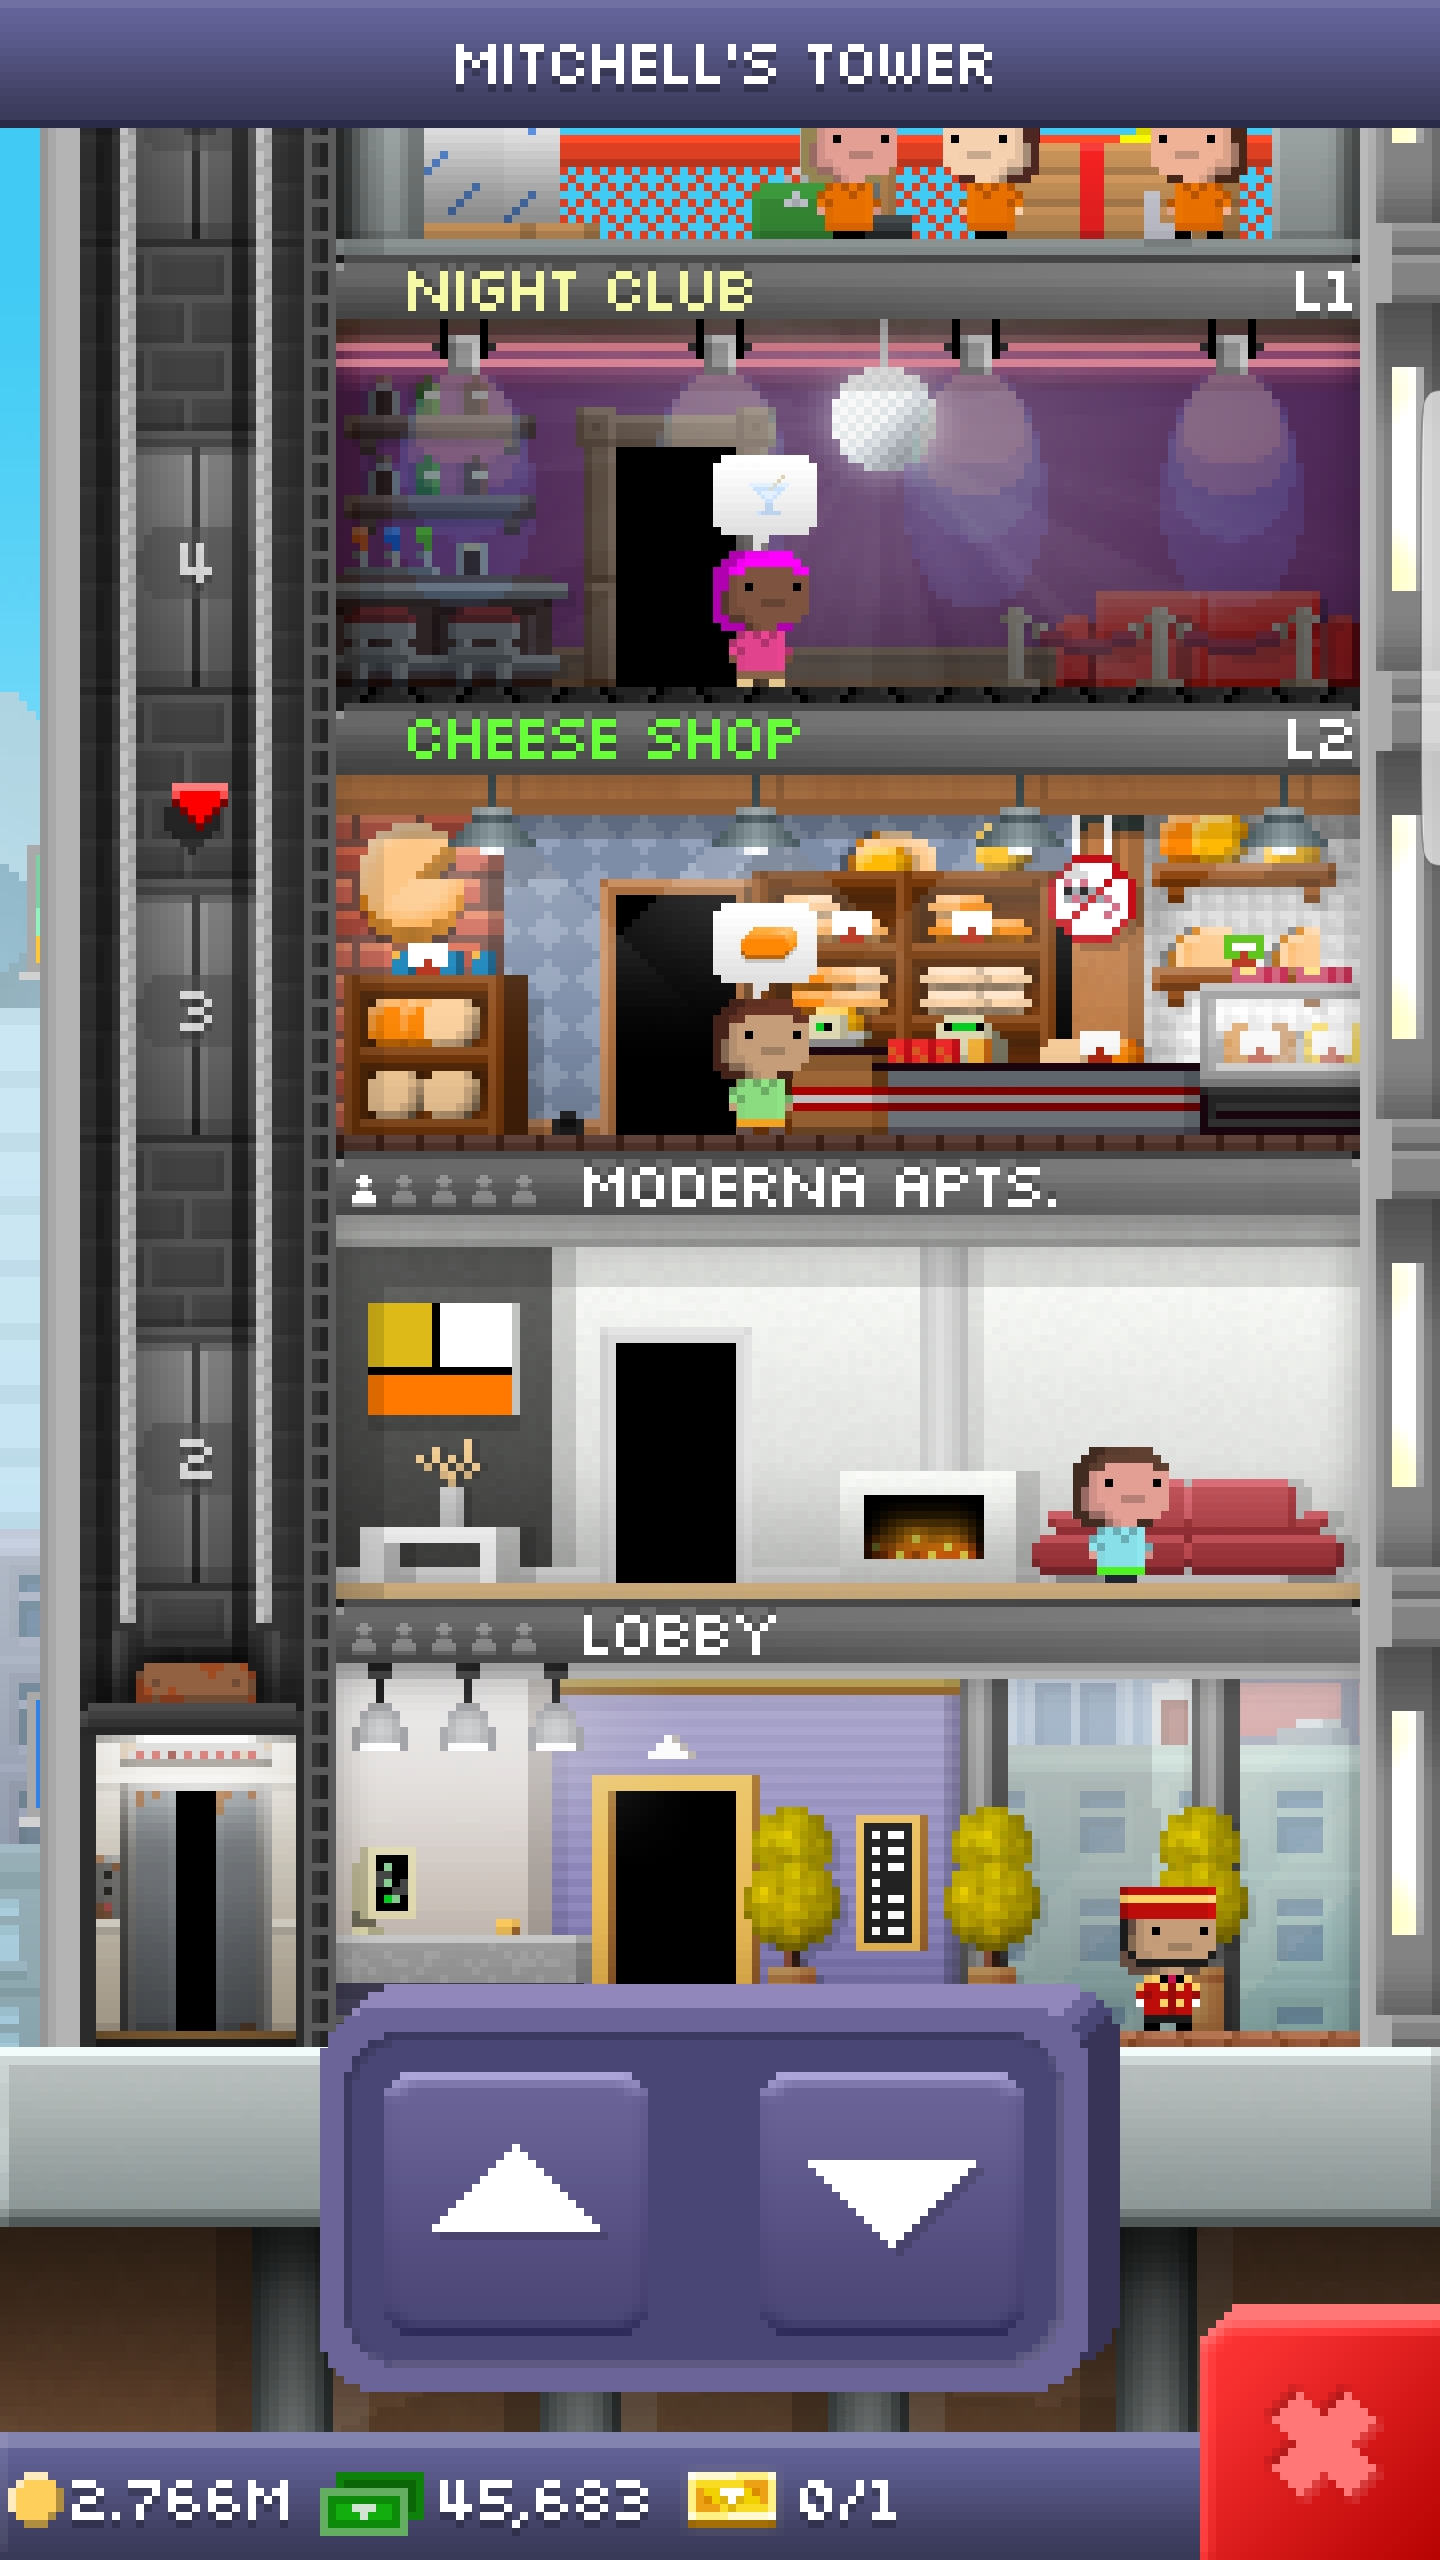 MITCHELL'S TOWER
NIGHT CLUB L1
4
CHEESE SHOP L2
3
MODERNA APTS.
2
LOBBY
2.766M 45,683 0/1